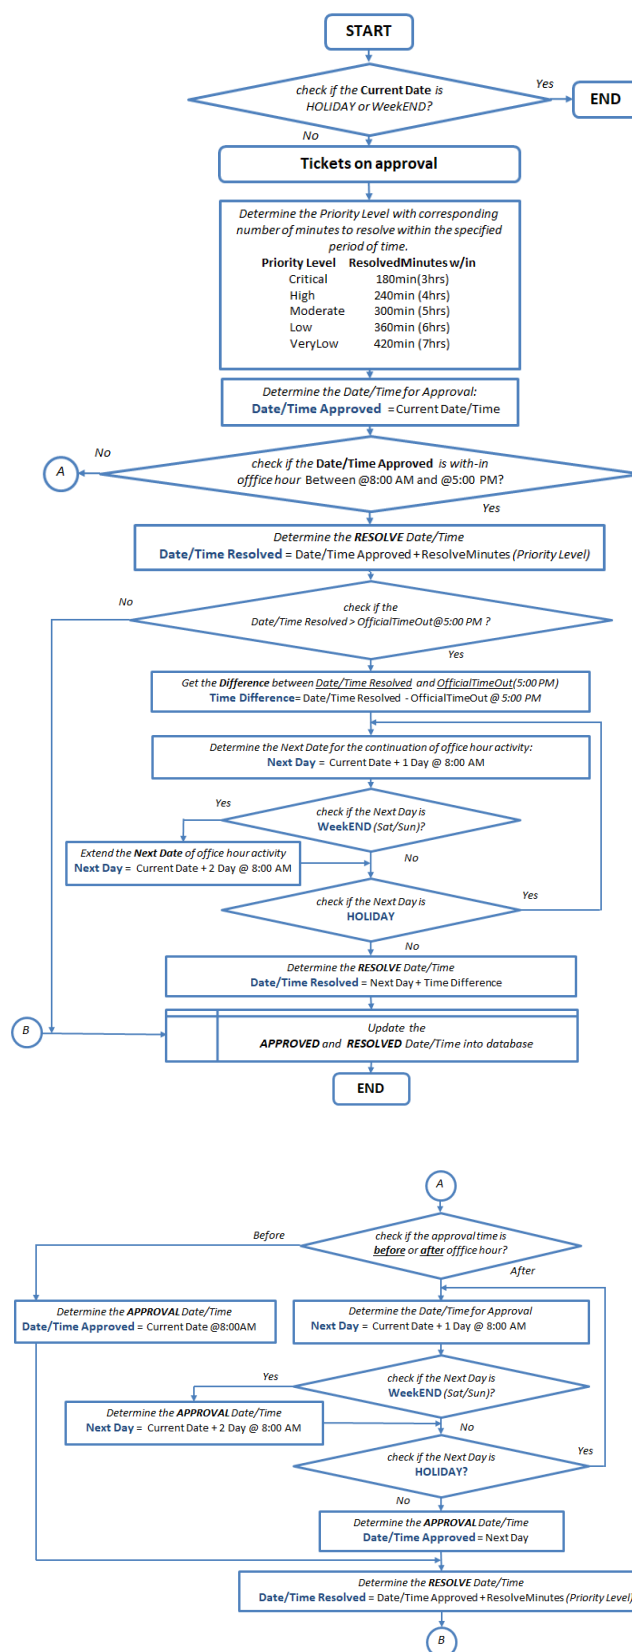 START
check if the Current Date is
HOLIDAY or WeekEND?
Yes
END
No
Tickets on approval
Determine the Priority Level with corresponding
number of minutes to resolve within the specified
period of time.
Priority Level ResolvedMinutes w/in
Critical 180min(3hrs)
High 240min (4hrs)
Moderate 300min (5hrs)
Low 360min (6hrs)
VeryLow 420min (7hrs)
Determine the Date/Time for Approval:
Date/Time Approved = Current Date/Time
No
A
check if the Date/Time Approved is with-in
offfice hour Between @8:00 AM and @5:00 PM?
Yes
Determine the RESOLVE Date/Time
Date/Time Resolved = Date/Time Approved + ResolveMinutes (Priority Level)
No
check if the
Date/Time Resolved > OfficialTimeOut@5:00 PM ?
Yes
Get the Difference between Date/Time Resolved and OfficialTimeOut(5:00 PM)
Time Difference= Date/Time Resolved - OfficialTimeOut @ 5:00 PM
Determine the Next Date for the continuation of office hour activity:
Next Day = Current Date + 1 Day @ 8:00 AM
Yes
check if the Next Day is
WeekEND (Sat/Sun)?
No
Extend the Next Date of office hour activity
Next Day = Current Date + 2 Day @ 8:00 AM
check if the Next Day is
HOLIDAY
Yes
No
Determine the RESOLVE Date/Time
Date/Time Resolved = Next Day + Time Difference
B
Update the
APPROVED and RESOLVED Date/Time into database
END
A
Before
check if the approval time is
before or after offfice hour?
After
Determine the APPROVAL Date/Time
Date/Time Approved = Current Date @8:00AM
Determine the Date/Time for Approval
Next Day = Current Date + 1 Day @ 8:00 AM
Yes
check if the Next Day is
WeekEND (Sat/Sun)?
No
Determine the APPROVAL Date/Time
Next Day = Current Date + 2 Day @ 8:00 AM
check if the Next Day is
HOLIDAY?
Yes
No
Determine the APPROVAL Date/Time
Date/Time Approved = Next Day
Determine the RESOLVE Date/Time
Date/Time Resolved = Date/Time Approved + ResolveMinutes (Priority Level)
B